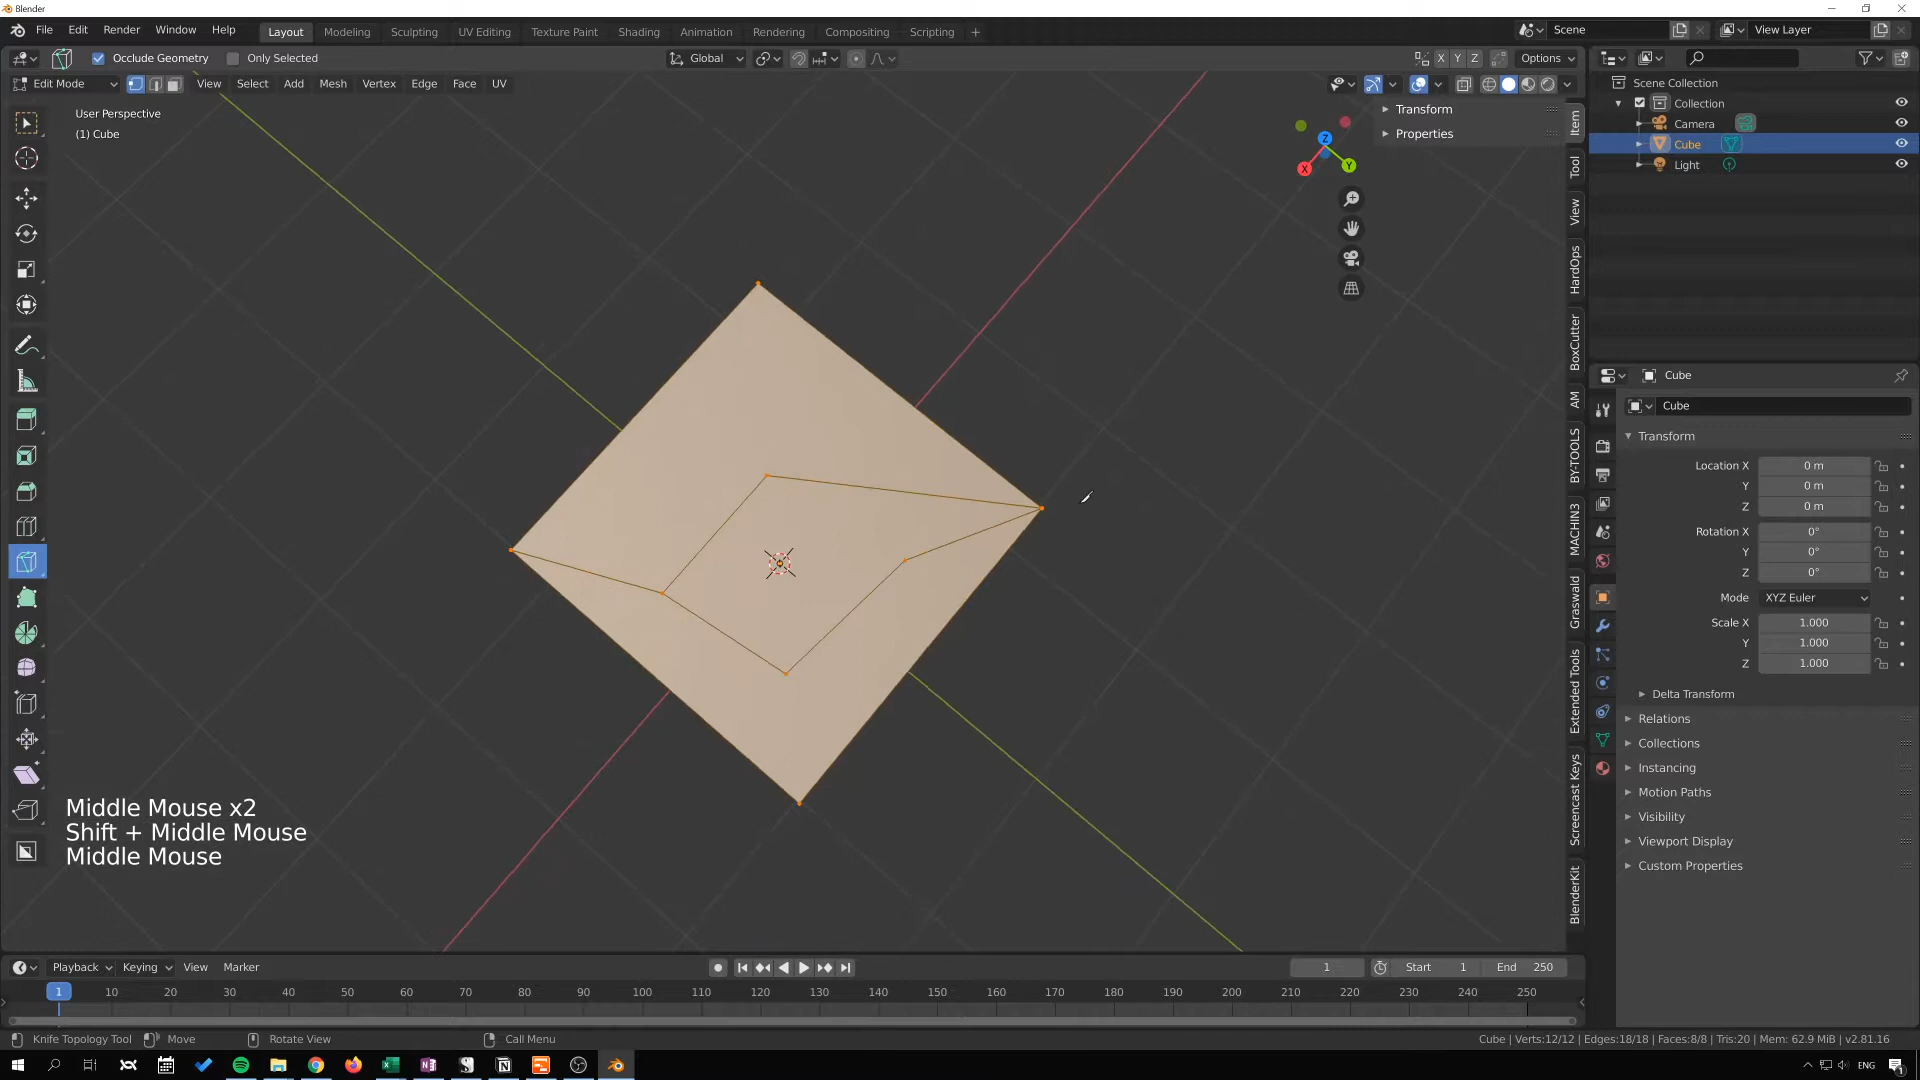 Blender
File Edit Render Window Help Layout Modeling Sculpting UV Editing Texture Paint Shading Animation Rendering Compositing Scripting + Scene View Layer
Occlude Geometry Only Selected Global X Y Z Options
Edit Mode View Select Add Mesh Vertex Edge Face UV
User Perspective
(1) Cube
Z
X
Y
Transform
Properties
Item
Tool
View
HardOps
BoxCutter
AM
BY-TOOLS
MACHIN3
Graswald
Extended Tools
Screencast Keys
BlenderKit
Scene Collection
Collection
Camera
Cube
Light
Cube
Cube
Transform
Location X 0 m
Y 0 m
Z 0 m
Rotation X 0°
Y 0°
Z 0°
Mode XYZ Euler
Scale X 1.000
Y 1.000
Z 1.000
Delta Transform
Relations
Collections
Instancing
Motion Paths
Visibility
Viewport Display
Custom Properties
Middle Mouse x2
Shift + Middle Mouse
Middle Mouse
Playback Keying View Marker 1 Start 1 End 250
1 10 20 30 40 50 60 70 80 90 100 110 120 130 140 150 160 170 180 190 200 210 220 230 240 250
Knife Topology Tool Move Rotate View Call Menu Cube | Verts:12/12 | Edges:18/18 | Faces:8/8 | Tris:20 | Mem: 62.9 MiB | v2.81.16
ENG